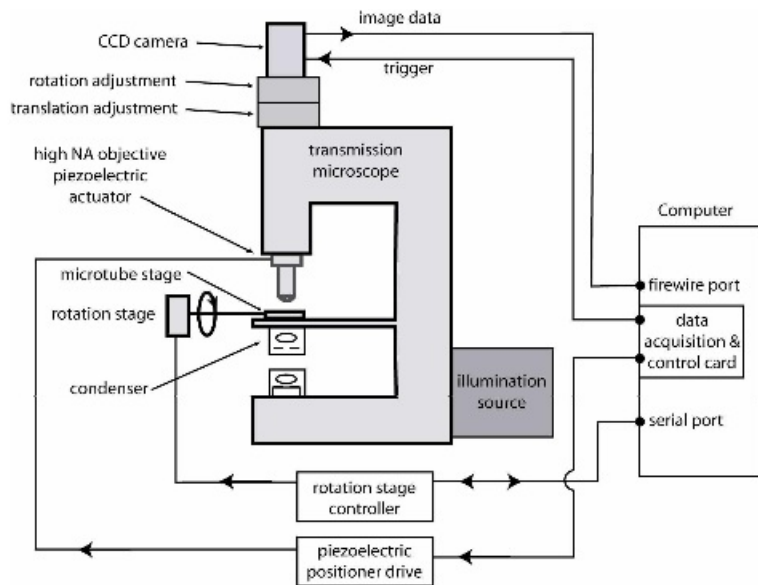 image data
CCD camera
trigger
rotation adjustment
translation adjustment
high NA objective
piezoelectric
actuator
transmission
microscope
Computer
microtube stage
rotation stage
firewire port
data
acquisition &
control card
condenser
illumination
source
serial port
rotation stage
controller
piezoelectric
positioner drive